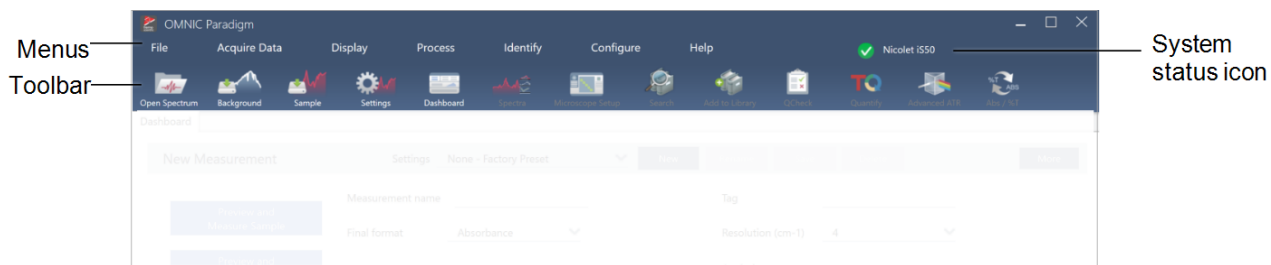 OMNIC Paradigm
Menus
File Acquire Data Display Process Identify Configure Help Nicolet iS50
System
status icon
Toolbar
Open Spectrum Background Sample Settings Dashboard Spectra Microscope Setup Search Add to Library QCheck Quantify Advanced ATR Abs / %T
Dashboard
New Measurement Settings None - Factory Preset New
Measurement name Tag
Final format Absorbance Resolution (cm-1) 4